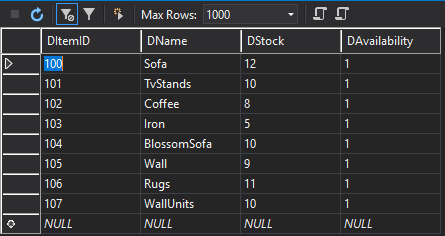 Max Rows: 1000
DItemID DName DStock DAvailability
100 Sofa 12 1
101 TvStands 10 1
102 Coffee 8 1
103 Iron 5 1
104 BlossomSofa 10 1
105 Wall 9 1
106 Rugs 11 1
107 WallUnits 10 1
NULL NULL NULL NULL